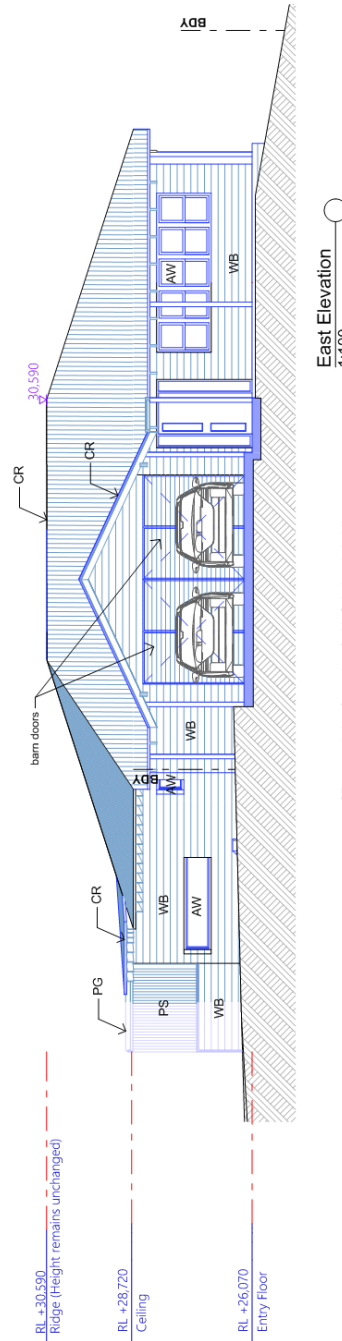 CR
30,590
CR
barn doors
BDY
CR
PG
BDY
AW
WB
WB
AW
AW
PS
WB
WB
RL +30,590
Ridge (Height remains unchanged)
RL +28,720
Ceiling
RL +26,070
Entry Floor
East Elevation